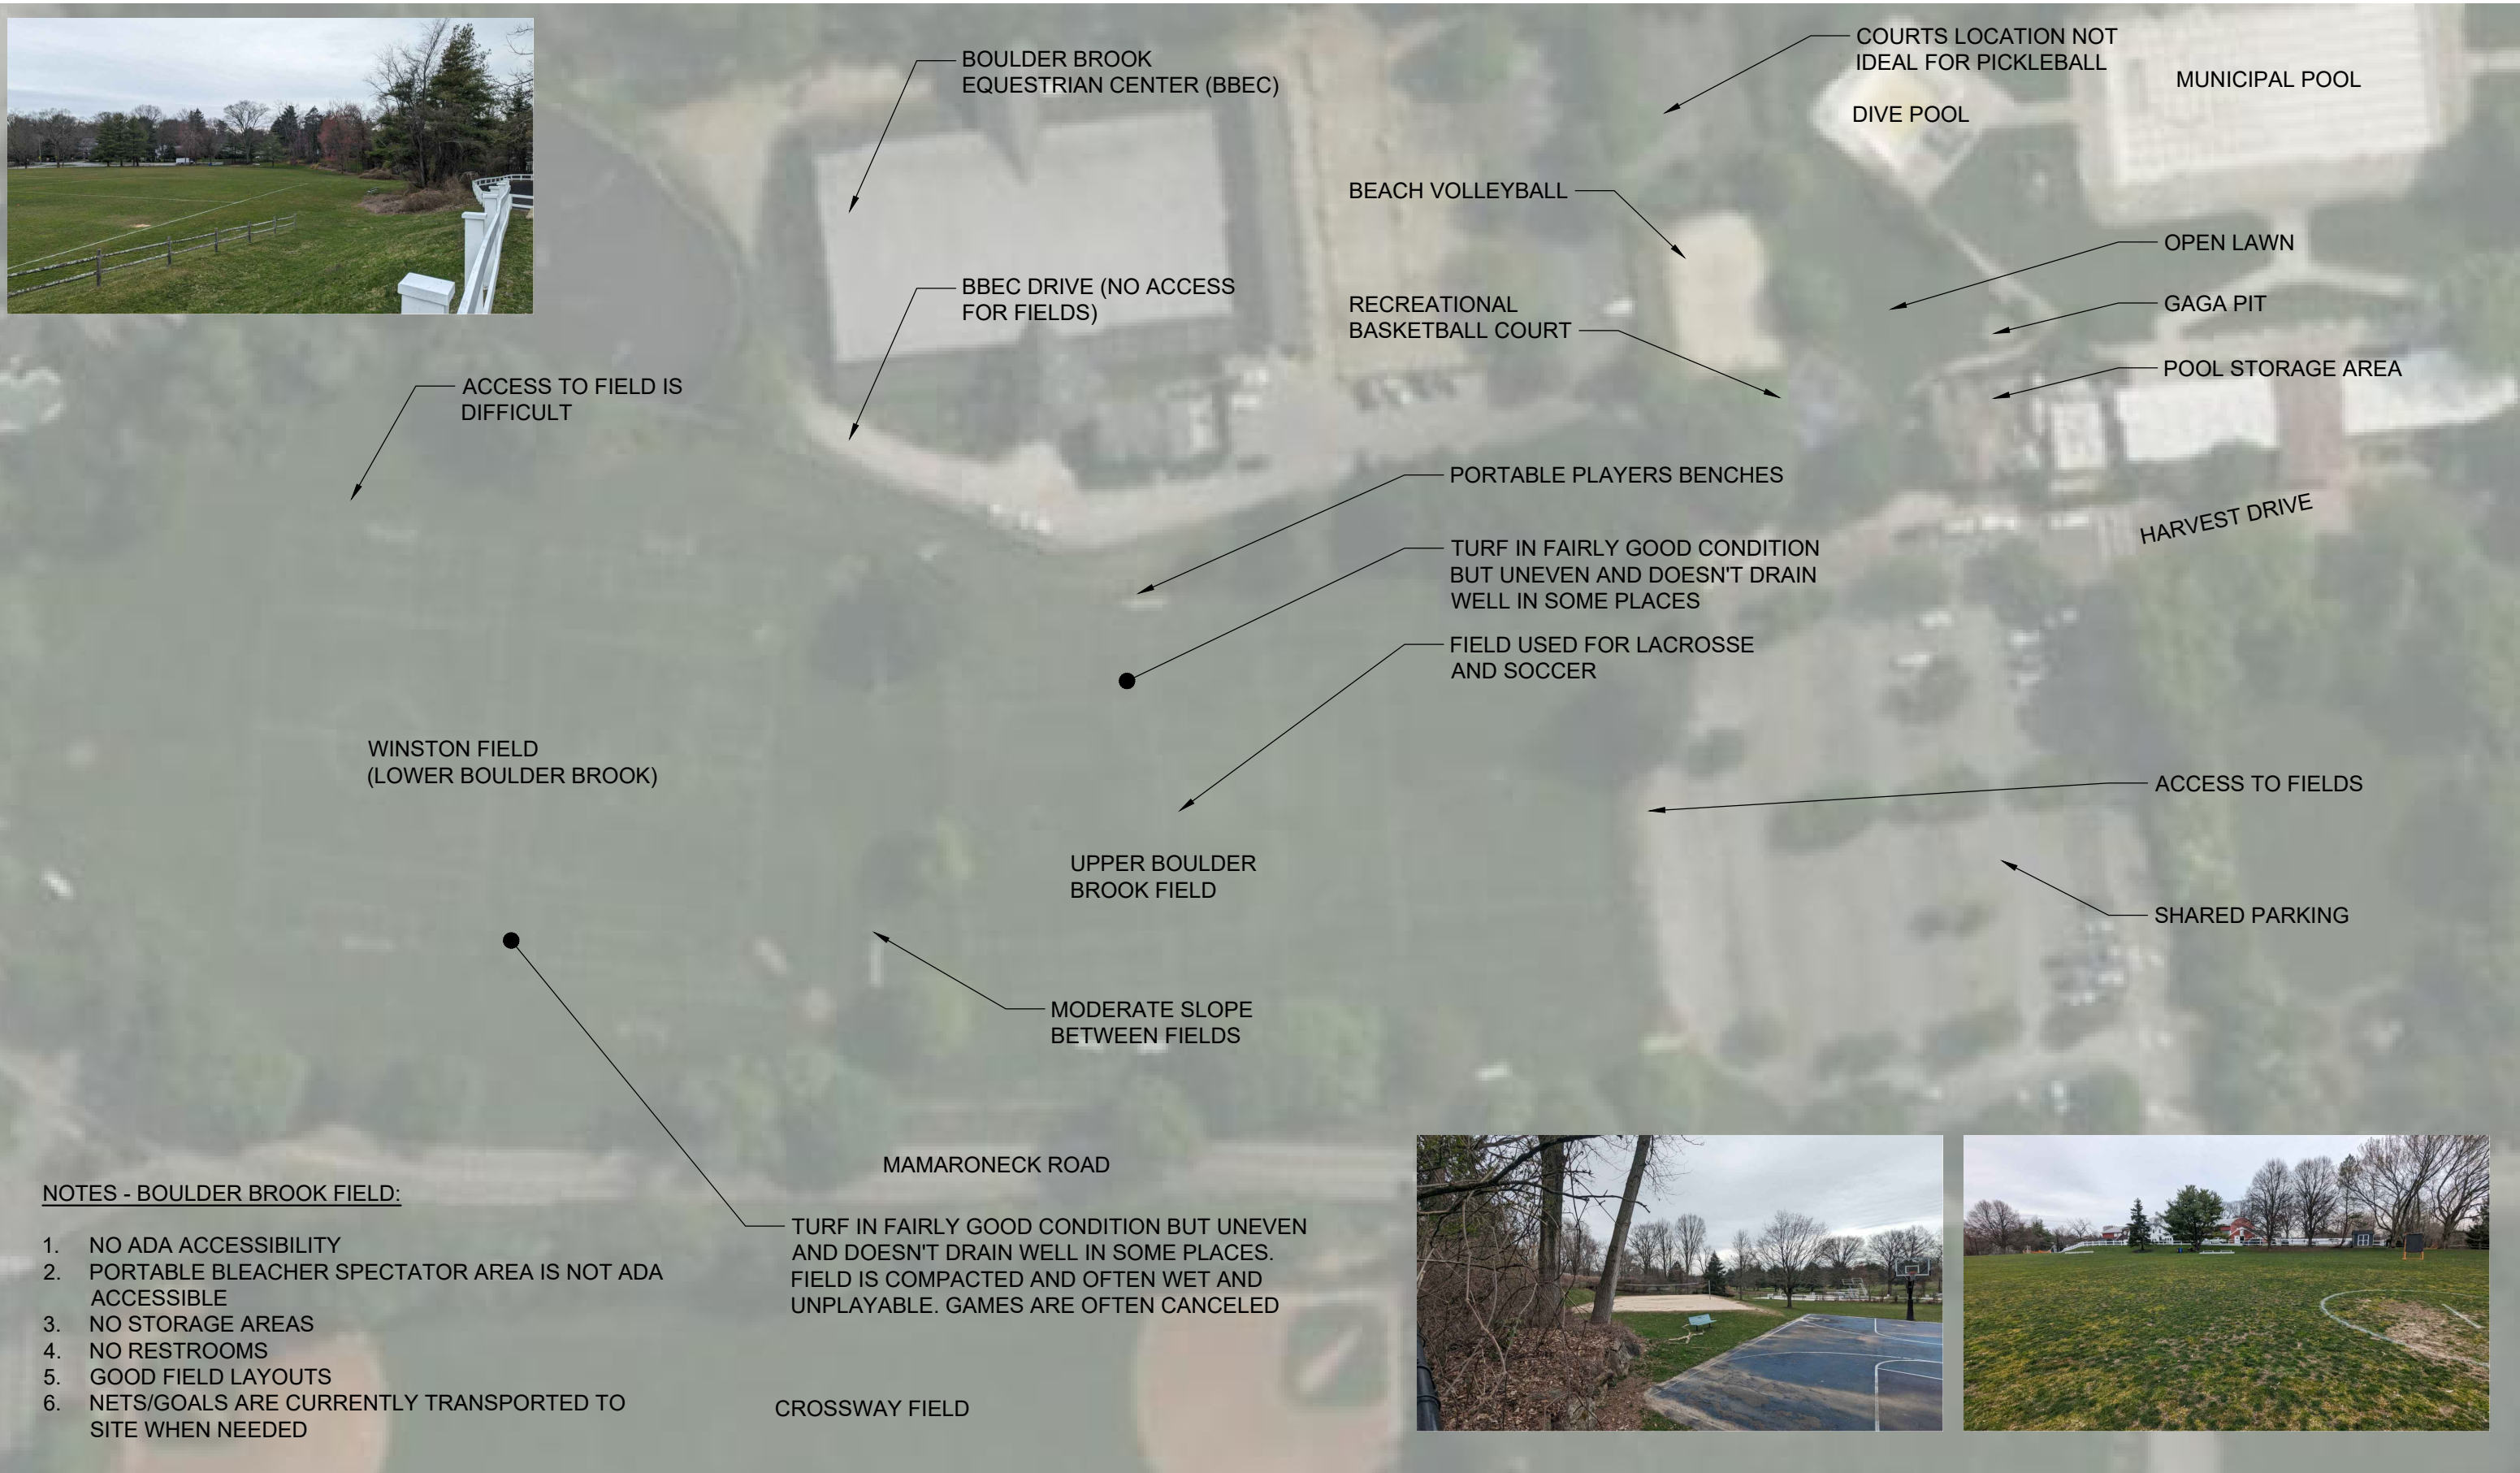 BOULDER BROOK
EQUESTRIAN CENTER (BBEC)
COURTS LOCATION NOT
IDEAL FOR PICKLEBALL
MUNICIPAL POOL
DIVE POOL
BEACH VOLLEYBALL
OPEN LAWN
BBEC DRIVE (NO ACCESS
FOR FIELDS)
RECREATIONAL
BASKETBALL COURT
GAGA PIT
POOL STORAGE AREA
ACCESS TO FIELD IS
DIFFICULT
PORTABLE PLAYERS BENCHES
HARVEST DRIVE
TURF IN FAIRLY GOOD CONDITION
BUT UNEVEN AND DOESN'T DRAIN
WELL IN SOME PLACES
FIELD USED FOR LACROSSE
AND SOCCER
WINSTON FIELD
(LOWER BOULDER BROOK)
ACCESS TO FIELDS
UPPER BOULDER
BROOK FIELD
SHARED PARKING
MODERATE SLOPE
BETWEEN FIELDS
MAMARONECK ROAD
NOTES - BOULDER BROOK FIELD:
1. NO ADA ACCESSIBILITY
2. PORTABLE BLEACHER SPECTATOR AREA IS NOT ADA
ACCESSIBLE
3. NO STORAGE AREAS
4. NO RESTROOMS
5. GOOD FIELD LAYOUTS
6. NETS/GOALS ARE CURRENTLY TRANSPORTED TO
SITE WHEN NEEDED
TURF IN FAIRLY GOOD CONDITION BUT UNEVEN
AND DOESN'T DRAIN WELL IN SOME PLACES.
FIELD IS COMPACTED AND OFTEN WET AND
UNPLAYABLE. GAMES ARE OFTEN CANCELED
CROSSWAY FIELD